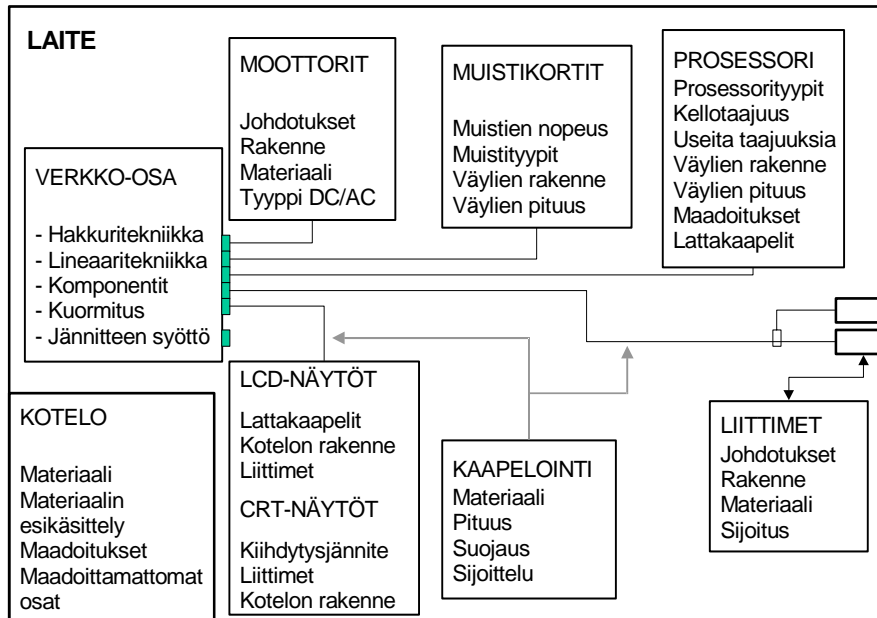 LAITE
MOOTTORIT
Johdotukset
Rakenne
Materiaali
Tyyppi DC/AC
MUISTIKORTIT
Muistien nopeus
Muistityypit
Väylien rakenne
Väylien pituus
PROSESSORI
Prosessorityypit
Kellotaajuus
Useita taajuuksia
Väylien rakenne
Väylien pituus
Maadoitukset
Lattakaapelit
VERKKO-OSA
- Hakkuritekniikka
- Lineaaritekniikka
- Komponentit
- Kuormitus
- Jännitteen syöttö
KOTELO
Materiaali
Materiaalin
esikäsittely
Maadoitukset
Maadoittamattomat
osat
LCD-NÄYTÖT
Lattakaapelit
Kotelon rakenne
Liittimet
CRT-NÄYTÖT
Kiihdytysjännite
Liittimet
Kotelon rakenne
KAAPELOINTI
Materiaali
Pituus
Suojaus
Sijoittelu
LIITTIMET
Johdotukset
Rakenne
Materiaali
Sijoitus